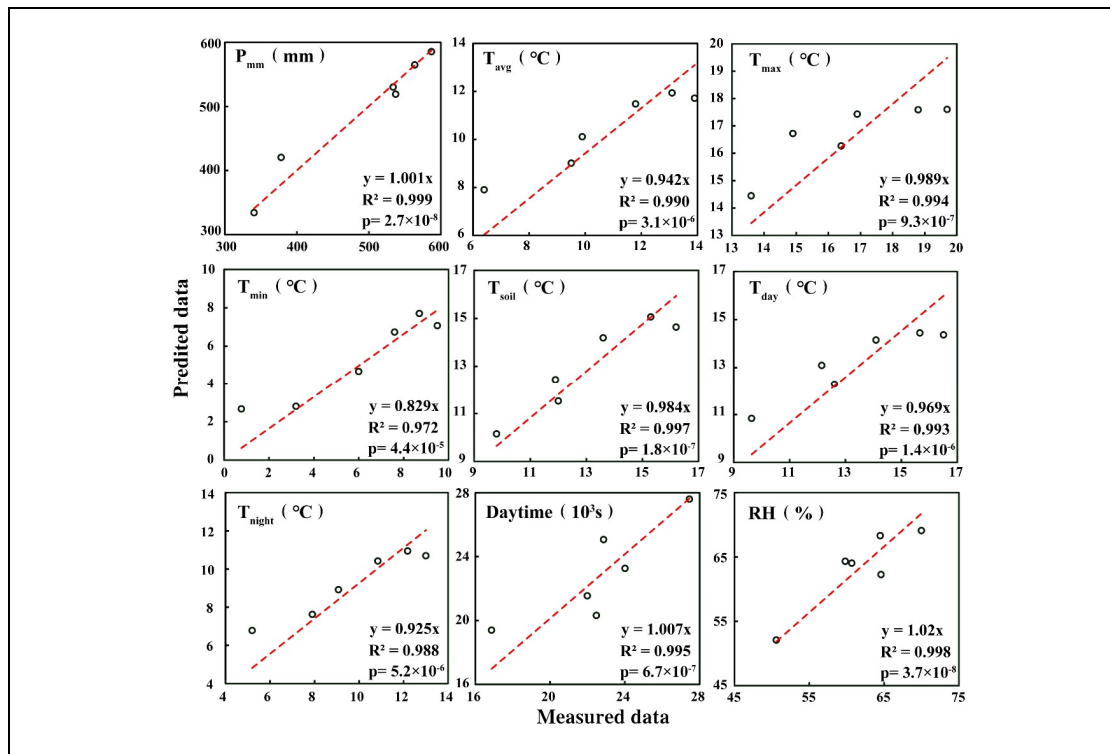 P_mm ( mm)
600
500
400
300
300 400 500 600
y = 1.001x
R² = 0.999
p= 2.7×10⁻⁸
T_avg ( °C)
14
12
10
8
6
6 8 10 12 14
y = 0.942x
R² = 0.990
p= 3.1×10⁻⁶
T_max ( °C)
20
19
18
17
16
15
14
13
13 14 15 16 17 18 19 20
y = 0.989x
R² = 0.994
p= 9.3×10⁻⁷
Predited data
T_min ( °C)
10
8
6
4
2
0
0 2 4 6 8 10
y = 0.829x
R² = 0.972
p= 4.4×10⁻⁵
T_soil ( °C)
17
15
13
11
9
9 11 13 15 17
y = 0.984x
R² = 0.997
p= 1.8×10⁻⁷
T_day ( °C)
17
15
13
11
9
9 11 13 15 17
y = 0.969x
R² = 0.993
p= 1.4×10⁻⁶
T_night ( °C)
14
12
10
8
6
4
4 6 8 10 12 14
y = 0.925x
R² = 0.988
p= 5.2×10⁻⁶
Daytime ( 10³s)
28
24
20
16
16 20 24 28
y = 1.007x
R² = 0.995
p= 6.7×10⁻⁷
RH ( %)
75
65
55
45
45 55 65 75
y = 1.02x
R² = 0.998
p= 3.7×10⁻⁸
Measured data